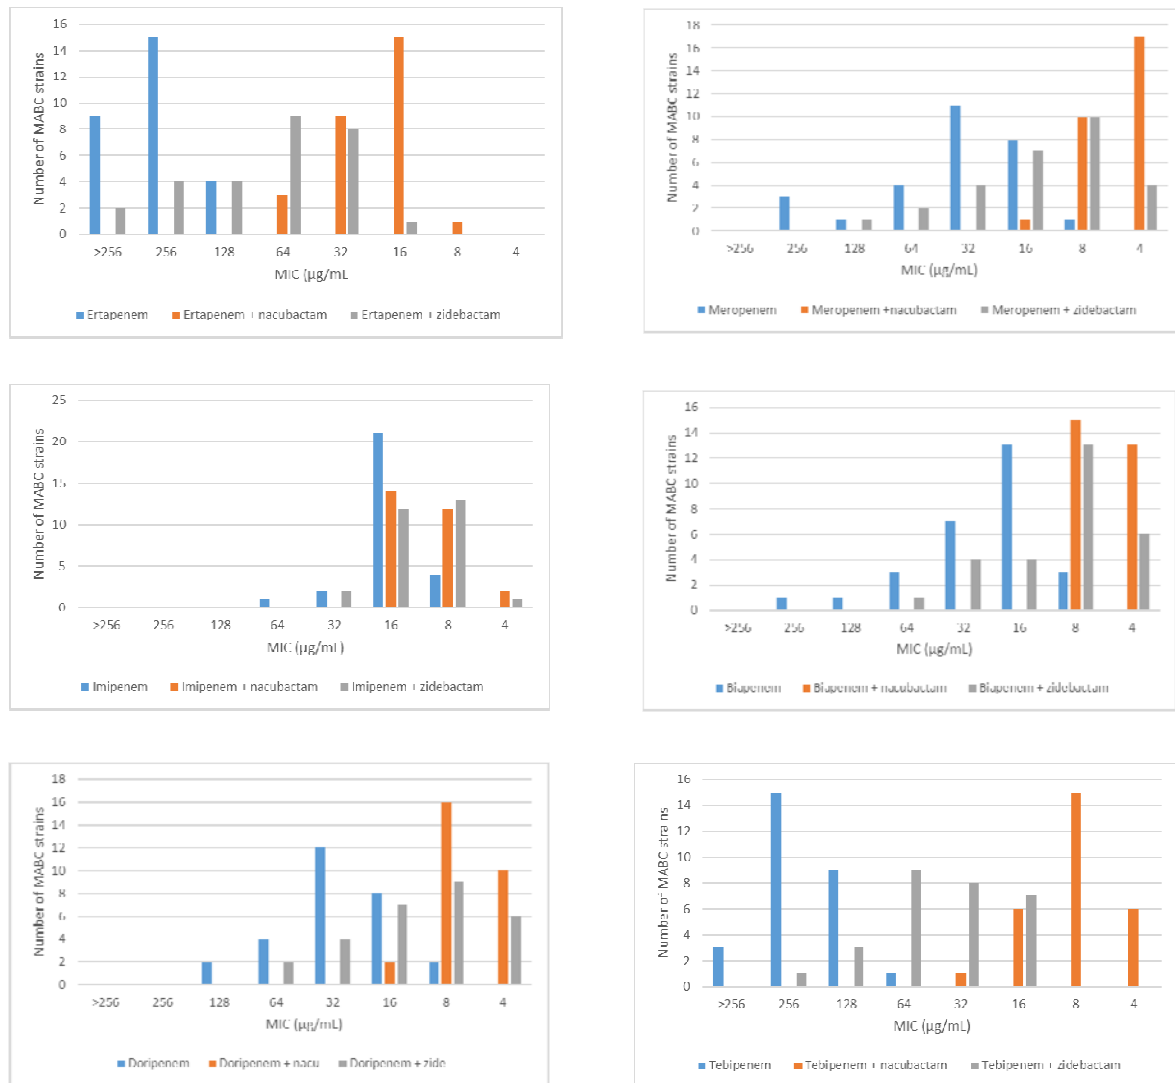 16
14
12
10
8
6
4
2
0
Number of MABC strains
>256 256 128 64 32 16 8 4
MIC (µg/mL
Ertapenem Ertapenem + nacubactam Ertapenem + zidebactam
18
16
14
12
10
8
6
4
2
0
Number of MABC strains
>256 256 128 64 32 16 8 4
MIC (µg/mL)
Meropenem Meropenem +nacubactam Meropenem + zidebactam
25
20
15
10
5
0
Number of MABC strains
>256 256 128 64 32 16 8 4
MIC (µg/mL)
Imipenem Imipenem + nacubactam Imipenem + zidebactam
16
14
12
10
8
6
4
2
0
Number of MABC strains
>256 256 128 64 32 16 8 4
MIC (µg/mL)
Biapenem Biapenem + nacubactam Biapenem + zidebactam
18
16
14
12
10
8
6
4
2
0
Number of MABC strains
>256 256 128 64 32 16 8 4
MIC (µg/mL)
Doripenem Doripenem + nacu Doripenem + zide
16
14
12
10
8
6
4
2
0
Number of MABC strains
>256 256 128 64 32 16 8 4
MIC (µg/mL)
Tebipenem Tebipenem + nacubactam Tebipenem + zidebactam